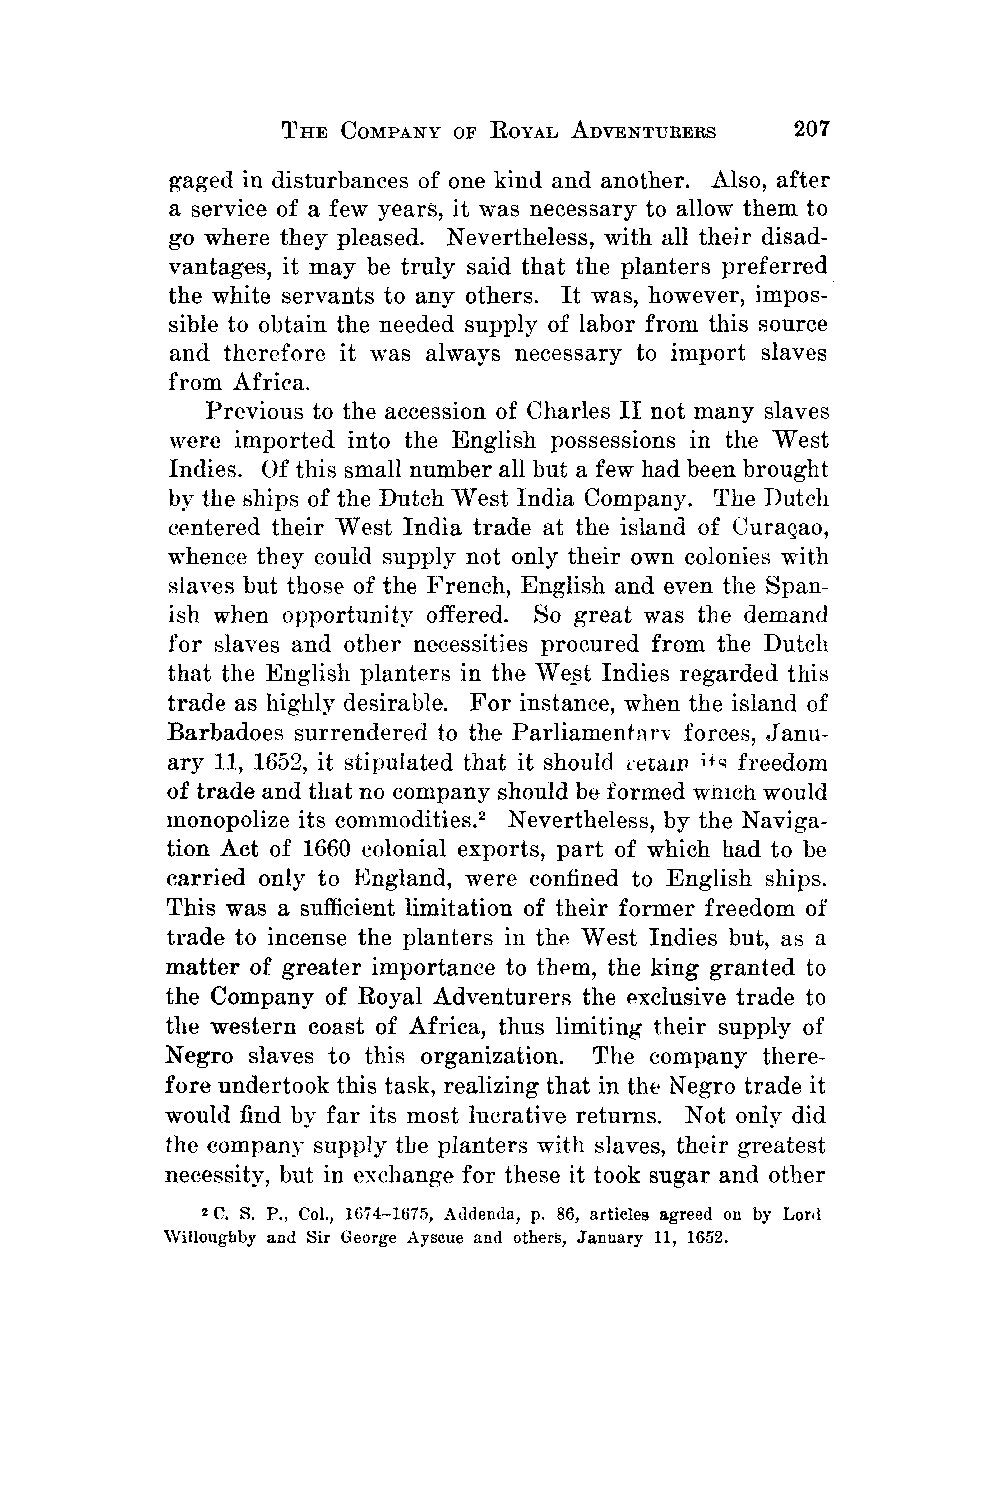 THE COMPANY OF ROYAL ADVENTURERS 207
gaged in disturbances of one kind and another. Also, after
a service of a few years, it was necessary to allow them to
go where they pleased. Nevertheless, with all their disad-
vantages, it may be truly said that the planters preferred
the white servants to any others. It was, however, impos-
sible to obtain the needed supply of labor from this source
and therefore it was always necessary to import slaves
from Africa.
Previous to the accession of Charles II not many slaves
were imported into the English possessions in the West
Indies. Of this small number all but a few had been brought
by the ships of the Dutch West India Company. The Dutch
centered their West India trade at the island of Curaçao,
whence they could supply not only their own colonies with
slaves but those of the French, English and even the Span-
ish when opportunity offered. So great was the demand
for slaves and other necessities procured from the Dutch
that the English planters in the West Indies regarded this
trade as highly desirable. For instance, when the island of
Barbadoes surrendered to the Parliamentary forces, Janu-
ary 11, 1652, it stipulated that it should retain its freedom
of trade and that no company should be formed which would
monopolize its commodities.² Nevertheless, by the Naviga-
tion Act of 1660 colonial exports, part of which had to be
carried only to England, were confined to English ships.
This was a sufficient limitation of their former freedom of
trade to incense the planters in the West Indies but, as a
matter of greater importance to them, the king granted to
the Company of Royal Adventurers the exclusive trade to
the western coast of Africa, thus limiting their supply of
Negro slaves to this organization. The company there-
fore undertook this task, realizing that in the Negro trade it
would find by far its most lucrative returns. Not only did
the company supply the planters with slaves, their greatest
necessity, but in exchange for these it took sugar and other
² C. S. P., Col., 1674–1675, Addenda, p. 86, articles agreed on by Lord
Willoughby and Sir George Ayscue and others, January 11, 1652.